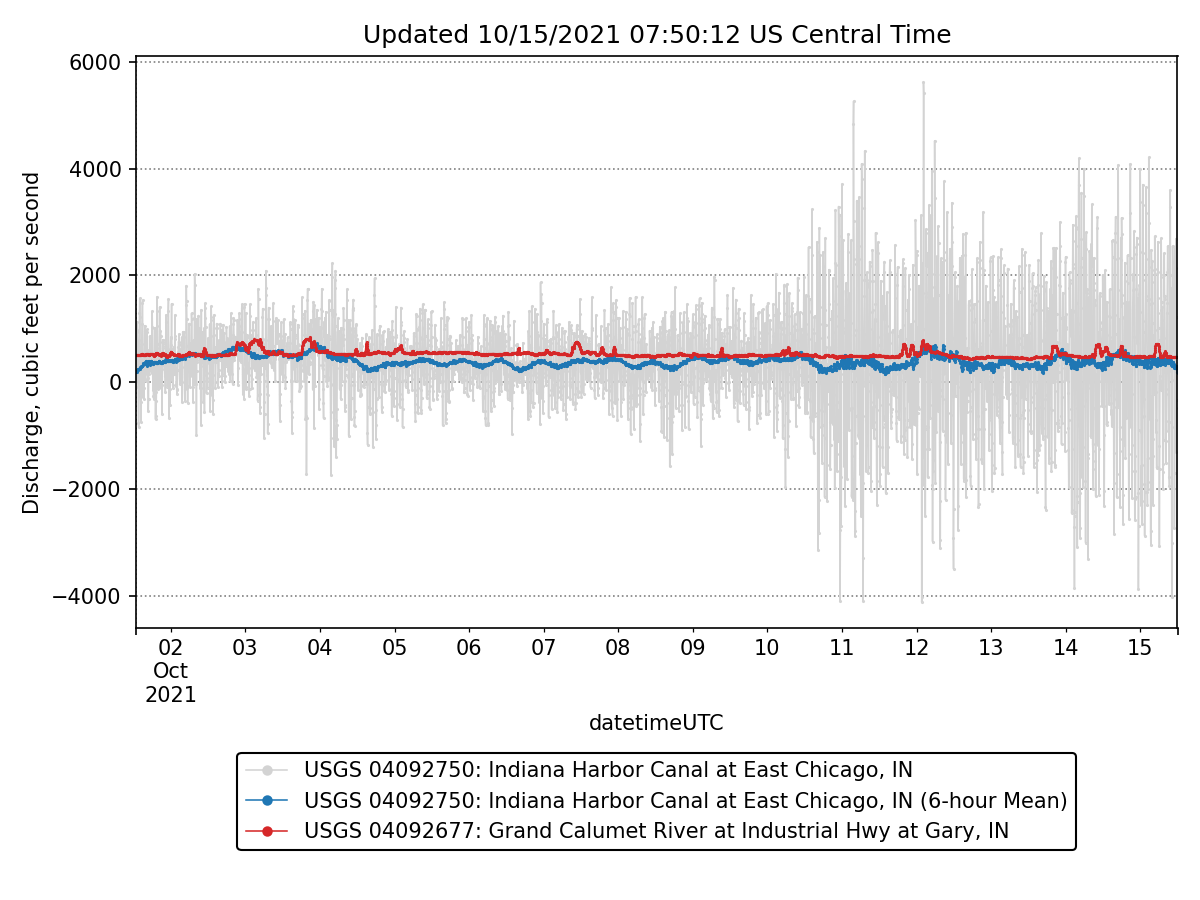 Updated 10/15/2021 07:50:12 US Central Time
Discharge, cubic feet per second
6000
4000
2000
0
−2000
−4000
02 03 04 05 06 07 08 09 10 11 12 13 14 15
Oct
2021
datetimeUTC
USGS 04092750: Indiana Harbor Canal at East Chicago, IN
USGS 04092750: Indiana Harbor Canal at East Chicago, IN (6-hour Mean)
USGS 04092677: Grand Calumet River at Industrial Hwy at Gary, IN